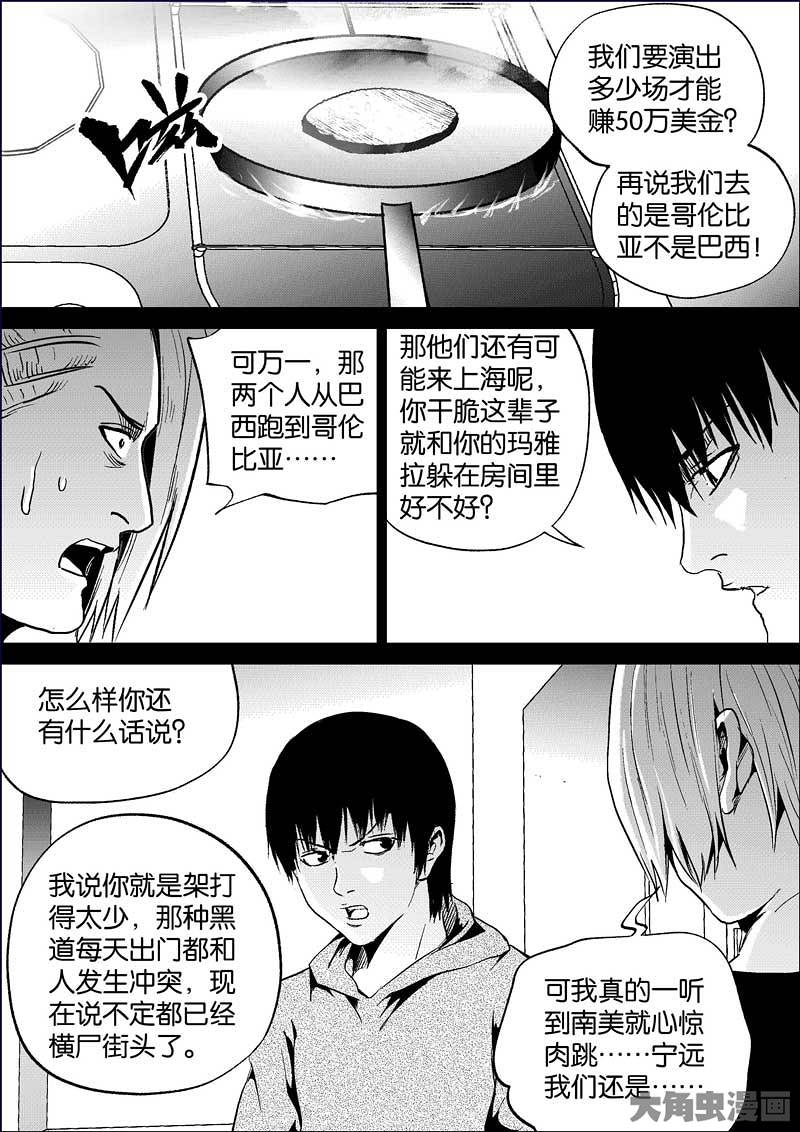 我们要演出
多少场才能
赚50万美金？
再说我们去
的是哥伦比
亚不是巴西！
可万一，那
两个人从巴
西跑到哥伦
比亚……
那他们还有可
能来上海呢，
你干脆这辈子
就和你的玛雅
拉躲在房间里
好不好？
怎么样你还
有什么话说？
我说你就是架打
得太少，那种黑
道每天出门都和
人发生冲突，现
在说不定都已经
横尸街头了。
可我真的一听
到南美就心惊
肉跳……宁远
我们还是……
大角虫漫画